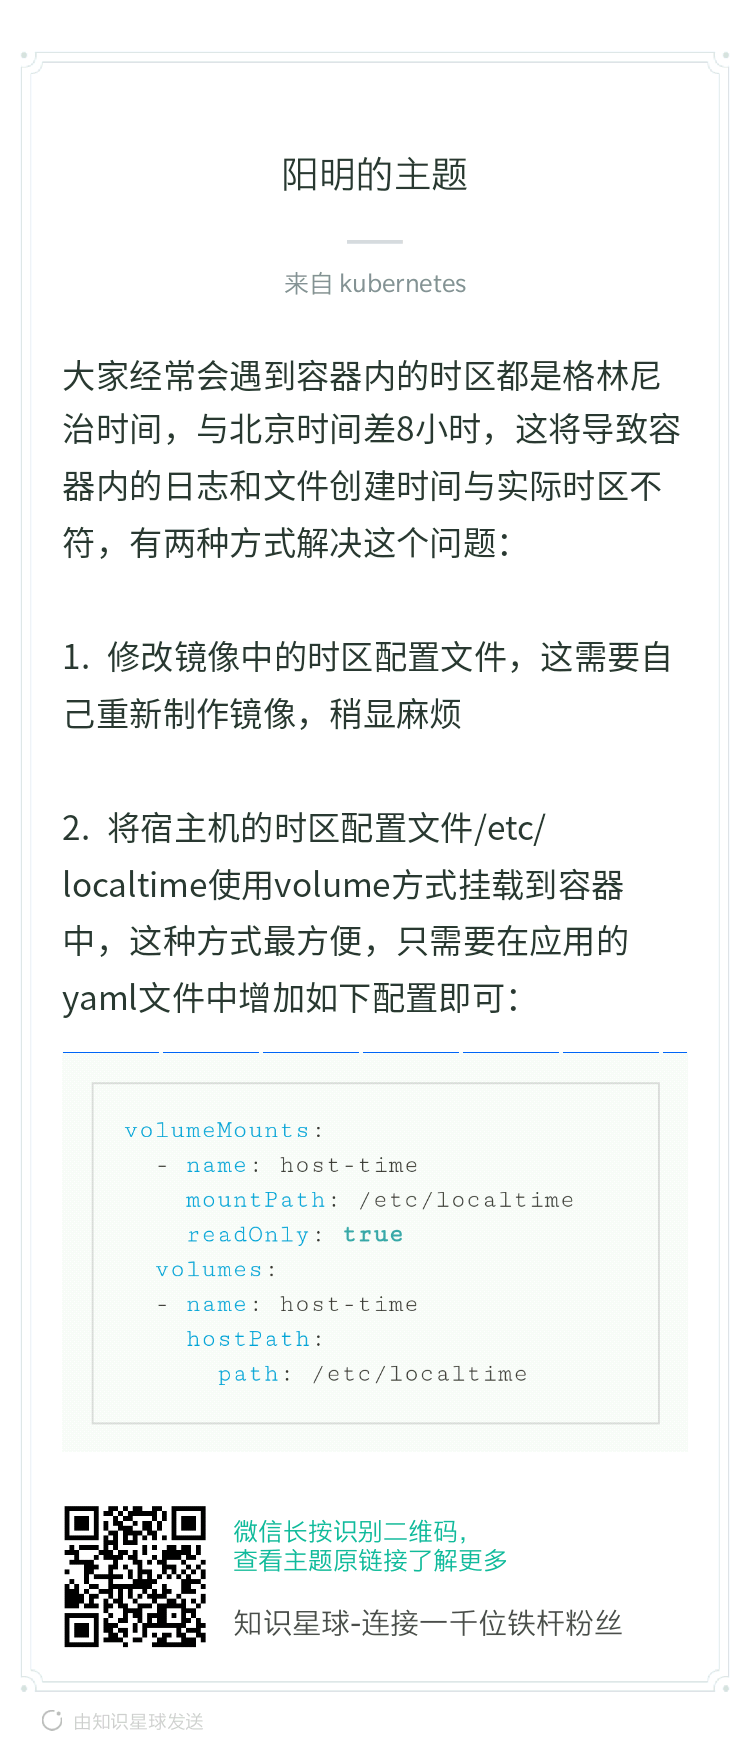 阳明的主题
来自 kubernetes
大家经常会遇到容器内的时区都是格林尼
治时间，与北京时间差8小时，这将导致容
器内的日志和文件创建时间与实际时区不
符，有两种方式解决这个问题：
1. 修改镜像中的时区配置文件，这需要自
己重新制作镜像，稍显麻烦
2. 将宿主机的时区配置文件/etc/
localtime使用volume方式挂载到容器
中，这种方式最方便，只需要在应用的
yaml文件中增加如下配置即可：
volumeMounts:
  - name: host-time
    mountPath: /etc/localtime
    readOnly: true
  volumes:
  - name: host-time
    hostPath:
      path: /etc/localtime
微信长按识别二维码，
查看主题原链接了解更多
知识星球-连接一千位铁杆粉丝
由知识星球发送